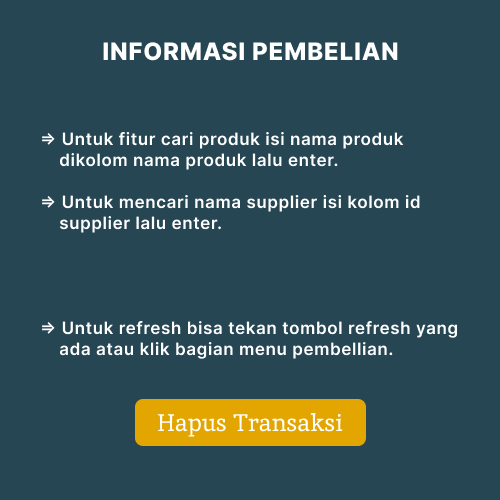 INFORMASI PEMBELIAN
⇒ Untuk fitur cari produk isi nama produk
dikolom nama produk lalu enter.
⇒ Untuk mencari nama supplier isi kolom id
supplier lalu enter.
⇒ Untuk refresh bisa tekan tombol refresh yang
ada atau klik bagian menu pembellian.
Hapus Transaksi